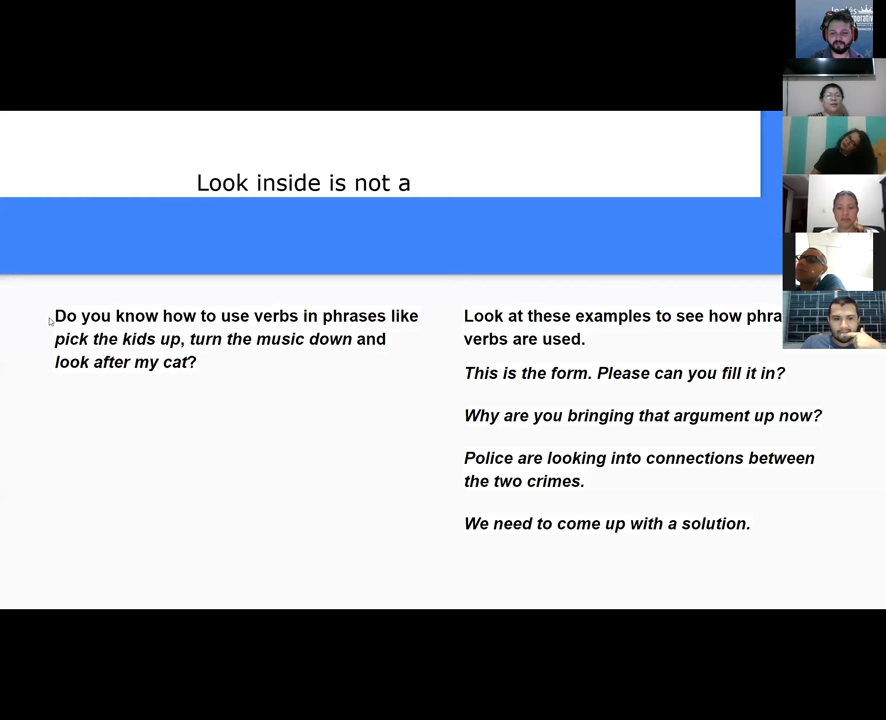 Look inside is not a
Do you know how to use verbs in phrases like
pick the kids up, turn the music down and
look after my cat?
Look at these examples to see how
verbs are used.
This is the form. Please can you fill it in?
Why are you bringing that argument up now?
Police are looking into connections between
the two crimes.
We need to come up with a solution.